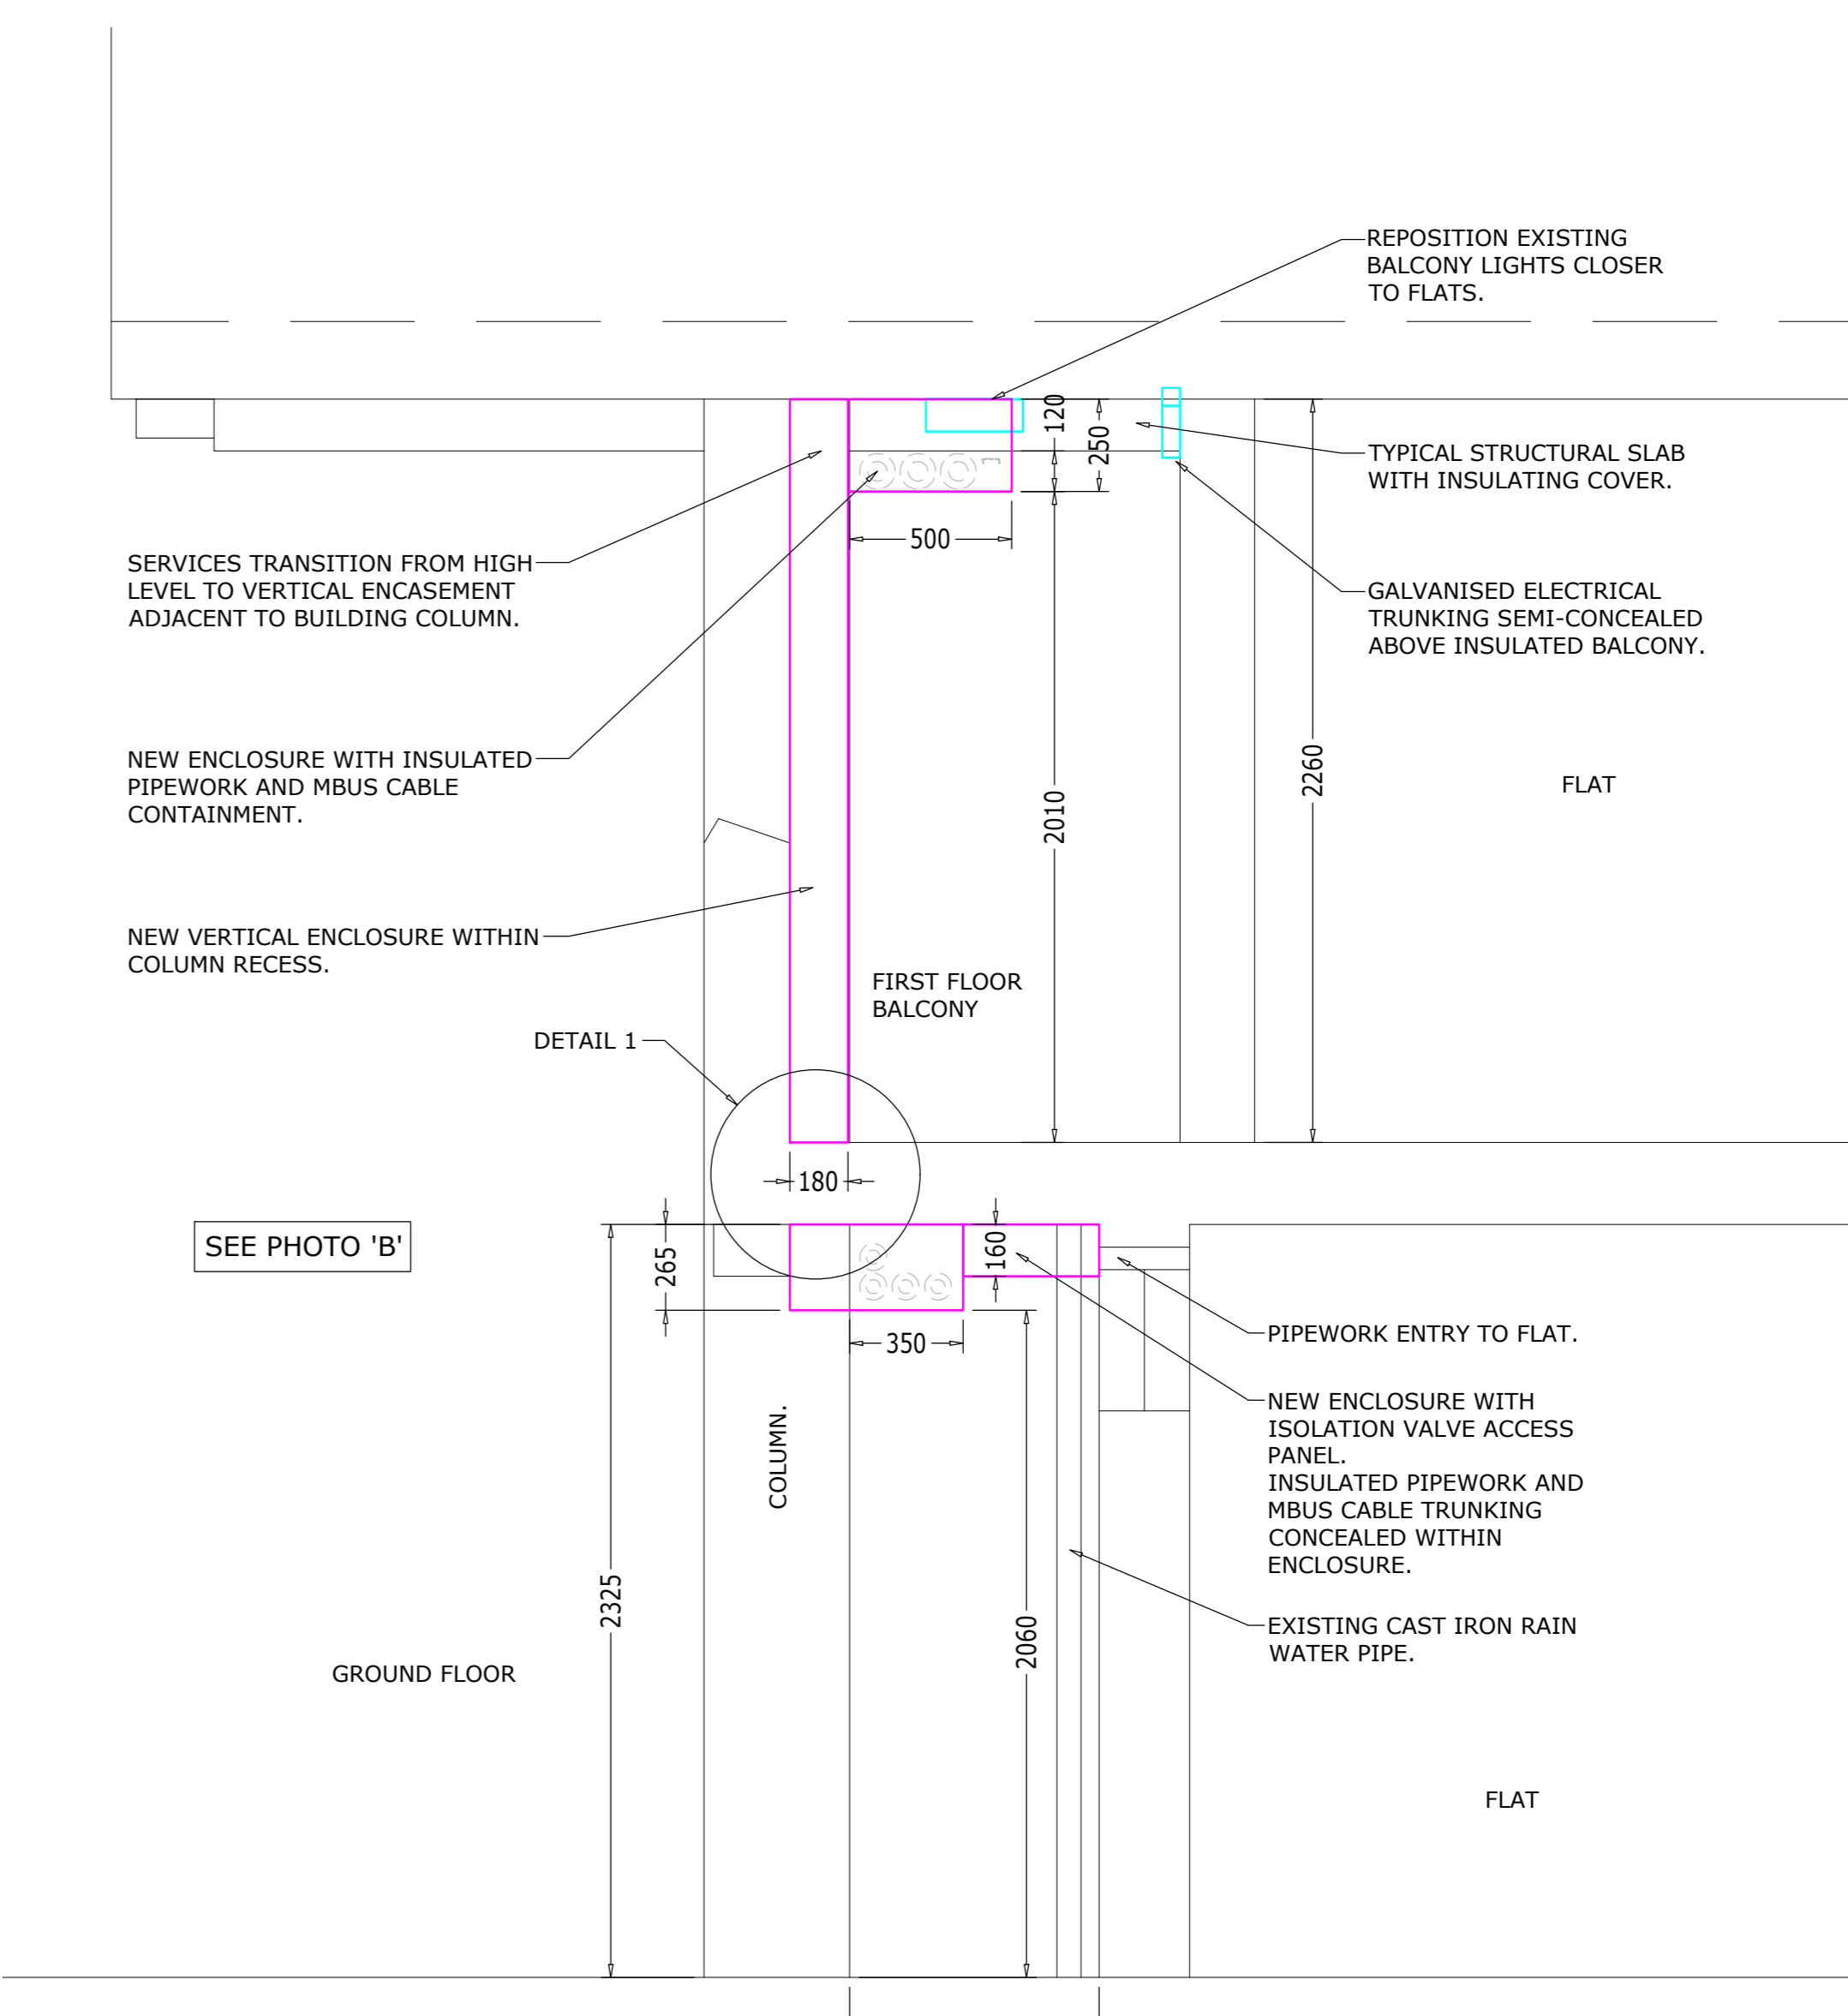 REPOSITION EXISTING
BALCONY LIGHTS CLOSER
TO FLATS.
120
250
TYPICAL STRUCTURAL SLAB
WITH INSULATING COVER.
500
SERVICES TRANSITION FROM HIGH
LEVEL TO VERTICAL ENCASEMENT
ADJACENT TO BUILDING COLUMN.
GALVANISED ELECTRICAL
TRUNKING SEMI-CONCEALED
ABOVE INSULATED BALCONY.
NEW ENCLOSURE WITH INSULATED
PIPEWORK AND MBUS CABLE
CONTAINMENT.
2010
2260
FLAT
NEW VERTICAL ENCLOSURE WITHIN
COLUMN RECESS.
FIRST FLOOR
BALCONY
DETAIL 1
180
SEE PHOTO 'B'
265
160
350
PIPEWORK ENTRY TO FLAT.
NEW ENCLOSURE WITH
ISOLATION VALVE ACCESS
PANEL.
INSULATED PIPEWORK AND
MBUS CABLE TRUNKING
CONCEALED WITHIN
ENCLOSURE.
COLUMN.
2325
2060
EXISTING CAST IRON RAIN
WATER PIPE.
GROUND FLOOR
FLAT